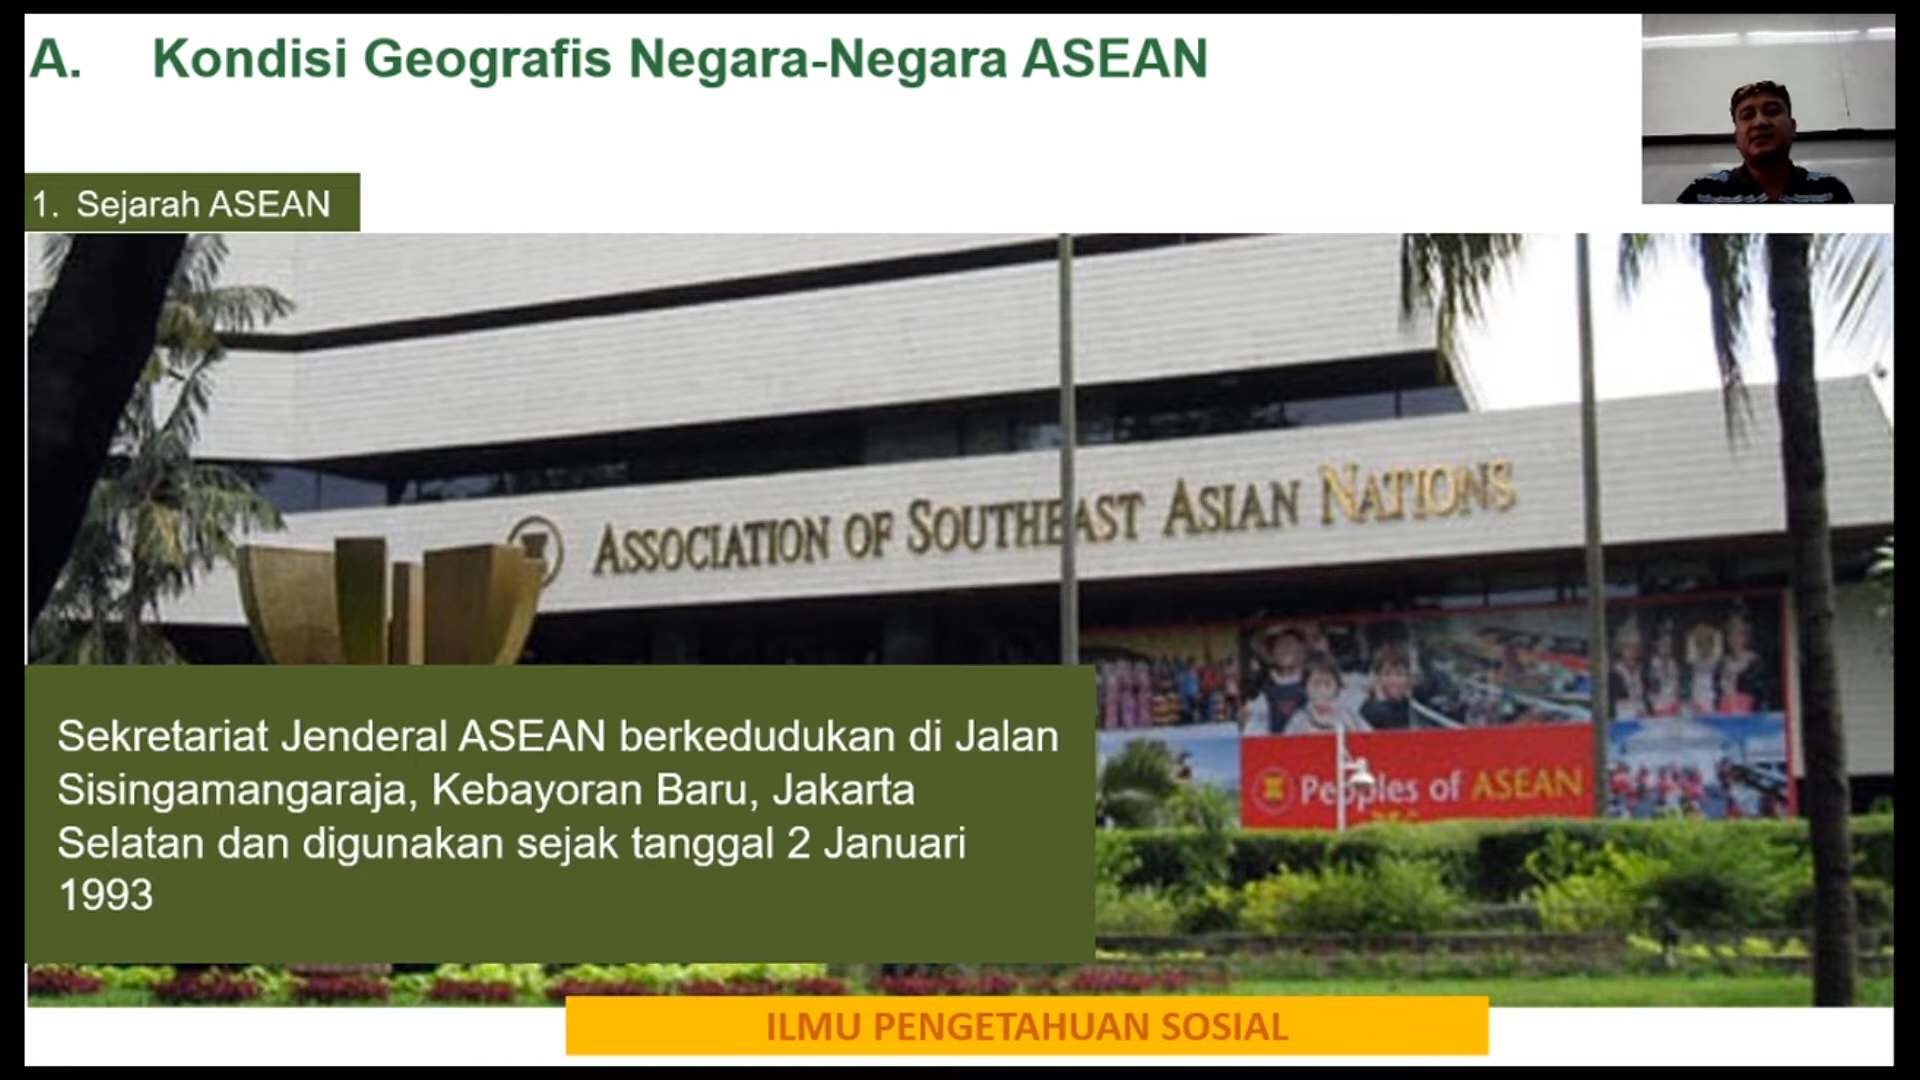 A. Kondisi Geografis Negara-Negara ASEAN
1. Sejarah ASEAN
ASSOCIATION OF SOUTHEAST ASIAN NATIONS
Peoples of ASEAN
Sekretariat Jenderal ASEAN berkedudukan di Jalan
Sisingamangaraja, Kebayoran Baru, Jakarta
Selatan dan digunakan sejak tanggal 2 Januari
1993
ILMU PENGETAHUAN SOSIAL